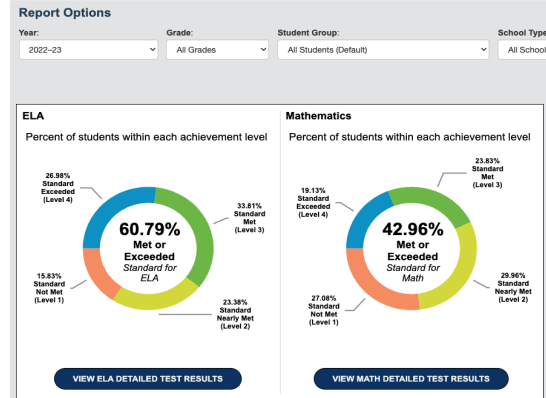 Report Options
Year: Grade: Student Group: School Type
2022–23 All Grades All Students (Default) All School
ELA
Percent of students within each achievement level
26.98%
Standard
Exceeded
(Level 4)
33.81%
Standard
Met
(Level 3)
60.79%
Met or
Exceeded
Standard for
ELA
15.83%
Standard
Not Met
(Level 1)
23.38%
Standard
Nearly Met
(Level 2)
VIEW ELA DETAILED TEST RESULTS
Mathematics
Percent of students within each achievement level
23.83%
Standard
Met
(Level 3)
19.13%
Standard
Exceeded
(Level 4)
42.96%
Met or
Exceeded
Standard for
Math
29.96%
Standard
Nearly Met
(Level 2)
27.08%
Standard
Not Met
(Level 1)
VIEW MATH DETAILED TEST RESULTS